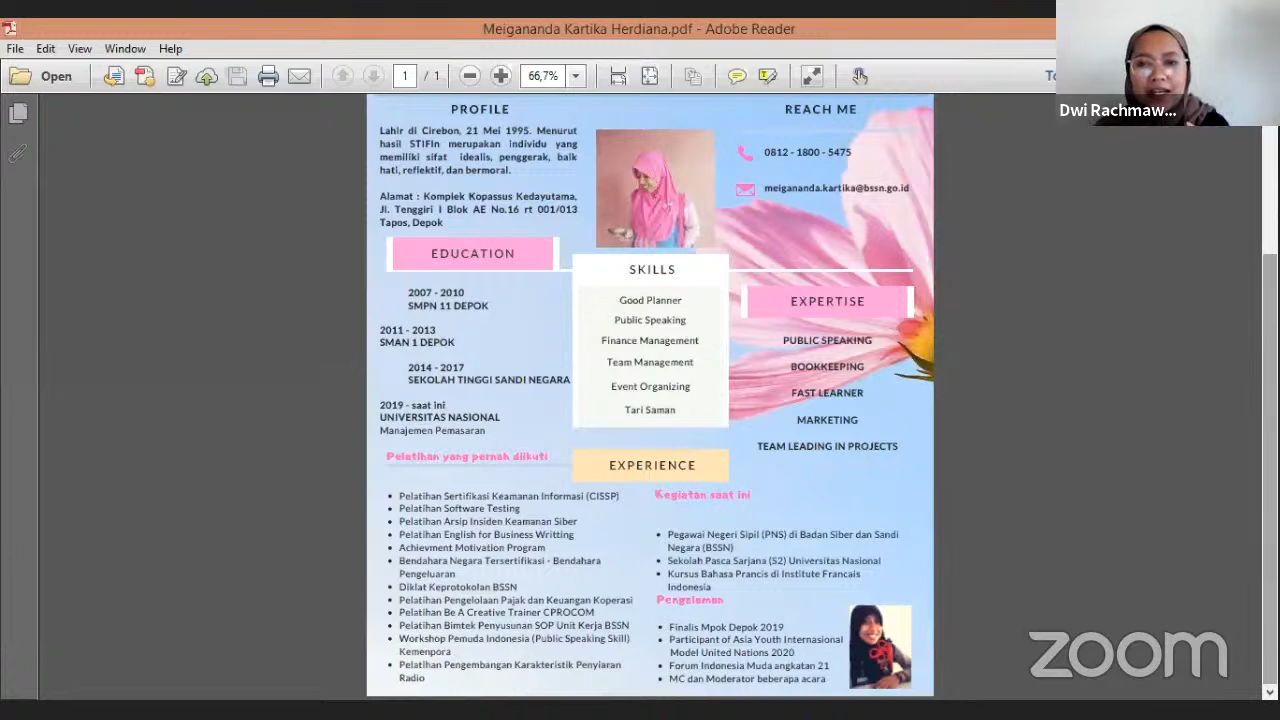 Meigananda Kartika Herdiana.pdf - Adobe Reader
File Edit View Window Help
Open
1 / 1
66,7%
Dwi Rachmaw...
PROFILE
Lahir di Cirebon, 21 Mei 1995. Menurut
hasil STIFIn merupakan individu yang
memiliki sifat idealis, penggerak, baik
hati, reflektif, dan bermoral.
Alamat : Komplek Kopassus Kedayutama,
Jl. Tenggiri I Blok AE No.16 rt 001/013
Tapos, Depok
REACH ME
0812 - 1800 - 5475
meigananda.kartika@bssn.go.id
EDUCATION
2007 - 2010
SMPN 11 DEPOK
2011 - 2013
SMAN 1 DEPOK
2014 - 2017
SEKOLAH TINGGI SANDI NEGARA
2019 - saat ini
UNIVERSITAS NASIONAL
Manajemen Pemasaran
SKILLS
Good Planner
Public Speaking
Finance Management
Team Management
Event Organizing
Tari Saman
EXPERTISE
PUBLIC SPEAKING
BOOKKEEPING
FAST LEARNER
MARKETING
TEAM LEADING IN PROJECTS
EXPERIENCE
Pelatihan yang pernah diikuti
• Pelatihan Sertifikasi Keamanan Informasi (CISSP)
• Pelatihan Software Testing
• Pelatihan Arsip Insiden Keamanan Siber
• Pelatihan English for Business Writting
• Achievment Motivation Program
• Bendahara Negara Tersertifikasi - Bendahara
Pengeluaran
• Diklat Keprotokolan BSSN
• Pelatihan Pengelolaan Pajak dan Keuangan Koperasi
• Pelatihan Be A Creative Trainer CPROCOM
• Pelatihan Bimtek Penyusunan SOP Unit Kerja BSSN
• Workshop Pemuda Indonesia (Public Speaking Skill)
Kemenpora
• Pelatihan Pengembangan Karakteristik Penyiaran
Radio
Kegiatan saat ini
• Pegawai Negeri Sipil (PNS) di Badan Siber dan Sandi
Negara (BSSN)
• Sekolah Pasca Sarjana (S2) Universitas Nasional
• Kursus Bahasa Prancis di Institute Francais
Indonesia
Pengalaman
• Finalis Mpok Depok 2019
• Participant of Asia Youth Internasional
Model United Nations 2020
• Forum Indonesia Muda angkatan 21
• MC dan Moderator beberapa acara
zoom